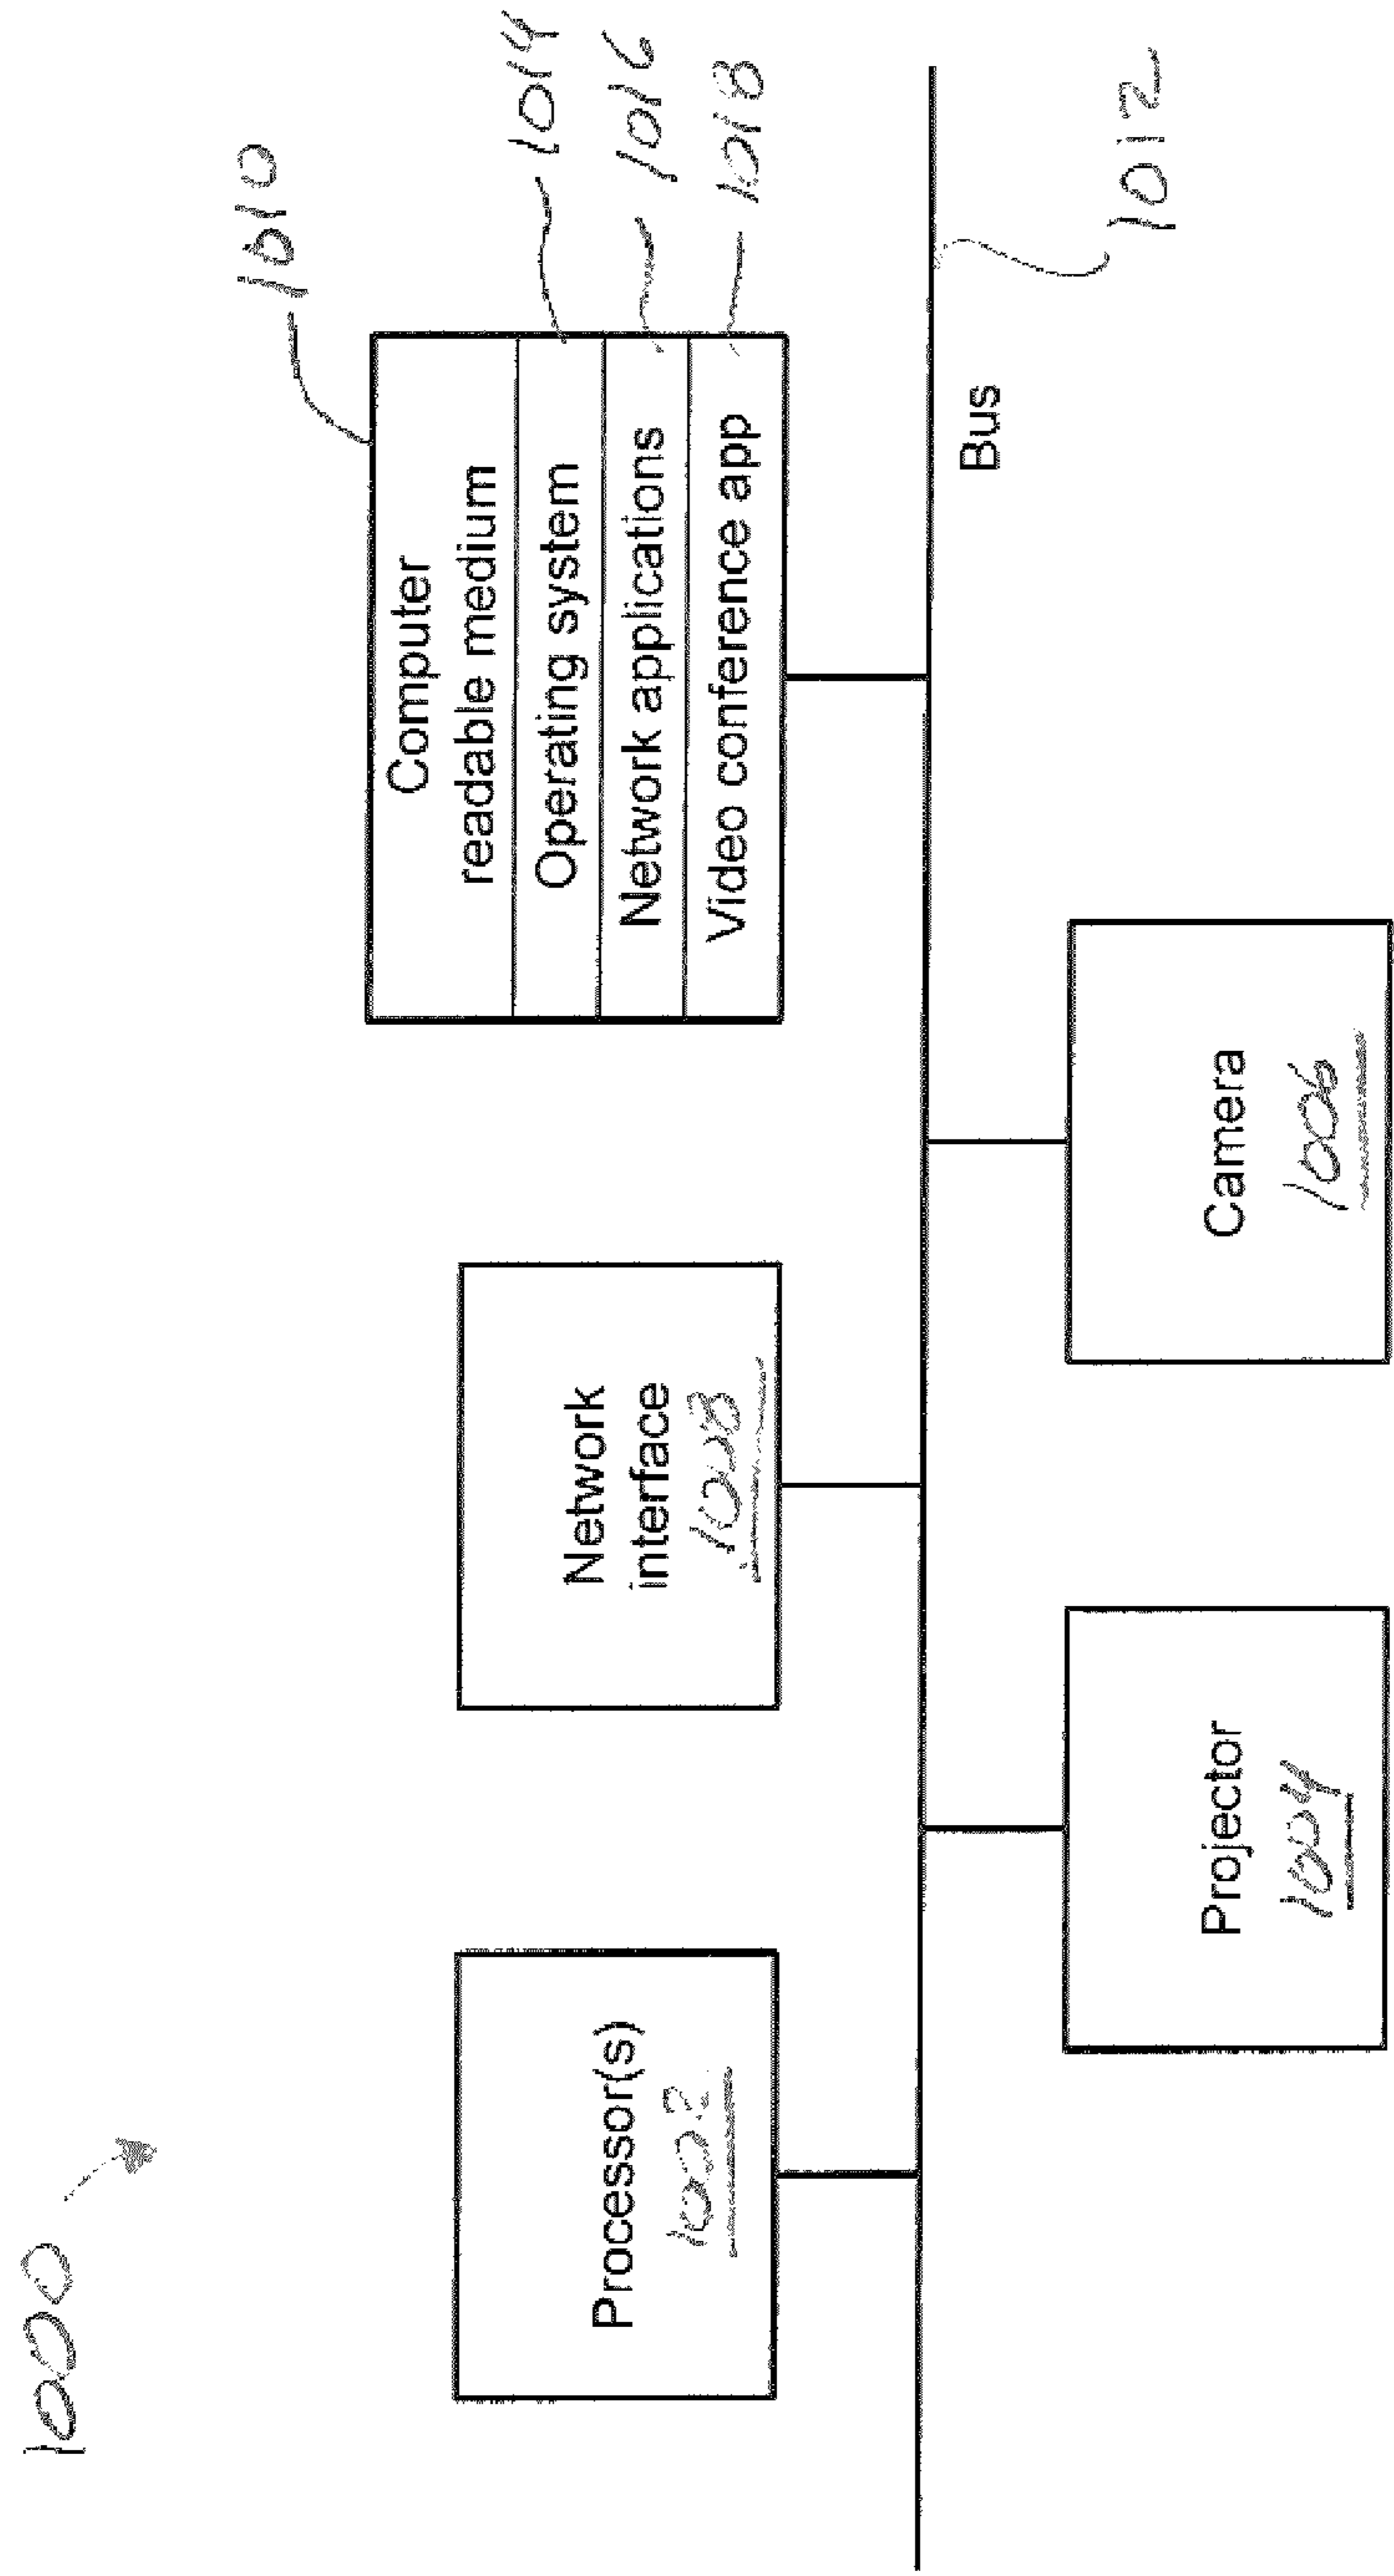 1000
1010
Computer
readable medium
Operating system
Network applications
Video conference app
1014
1016
1018
Network
interface
1008
Processor(s)
1002
Bus
1012
Projector
1004
Camera
1006